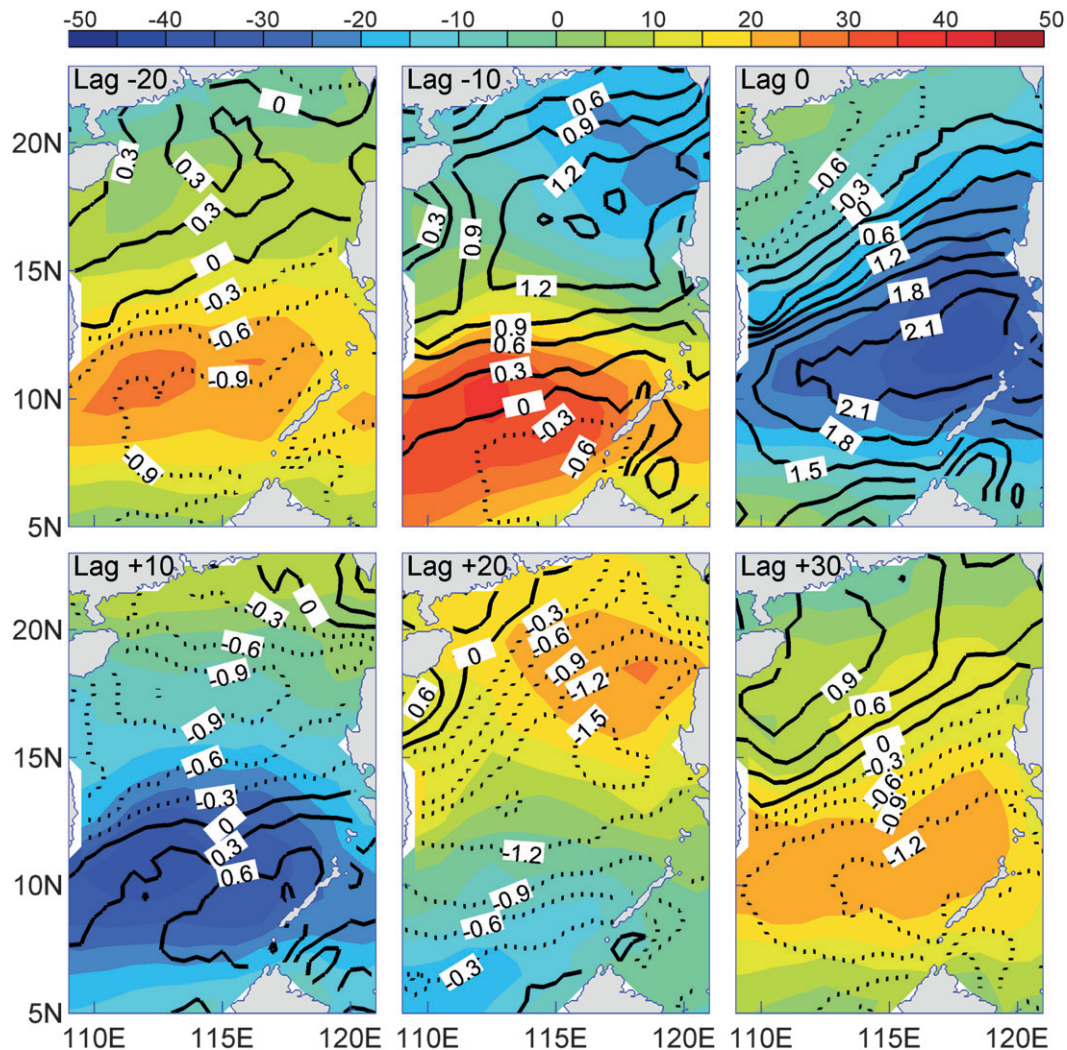 -50 -40 -30 -20 -10 0 10 20 30 40 50
Lag -20 Lag -10 Lag 0
20N
15N
10N
5N
0 0.3 0.3 0.3 0 -0.3 -0.6 -0.9 -0.9
0.6 0.9 1.2 0.3 0.9 1.2 0.9 0.6 0.3 0 -0.3 -0.6
-0.6 -0.3 0 0.6 1.2 1.8 2.1 2.1 1.8 1.5
Lag +10 Lag +20 Lag +30
20N
15N
10N
5N
0 -0.3 -0.6 -0.9 -0.9 -0.6 -0.3 0 0.3 0.6
-0.3 -0.6 0 -0.9 -1.2 0.6 -1.5 -1.2 -0.9 -0.6 -0.3
0.9 0.6 0 -0.3 -0.6 -0.9 -1.2
110E 115E 120E 110E 115E 120E 110E 115E 120E